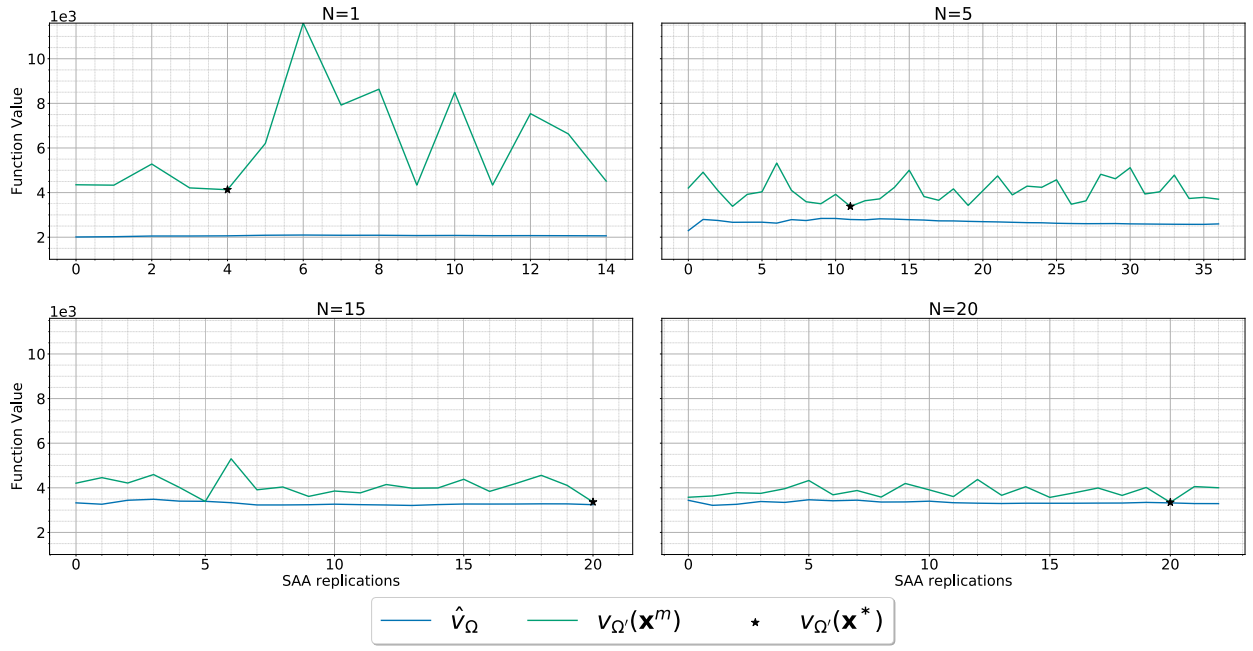 N=1
N=5
1e3
10
8
6
4
2
Function Value
0 2 4 6 8 10 12 14
0 5 10 15 20 25 30 35
N=15
N=20
1e3
10
8
6
4
2
Function Value
0 5 10 15 20
0 5 10 15 20
SAA replications
SAA replications
v̂_Ω v_Ω′(x^m) v_Ω′(x^*)